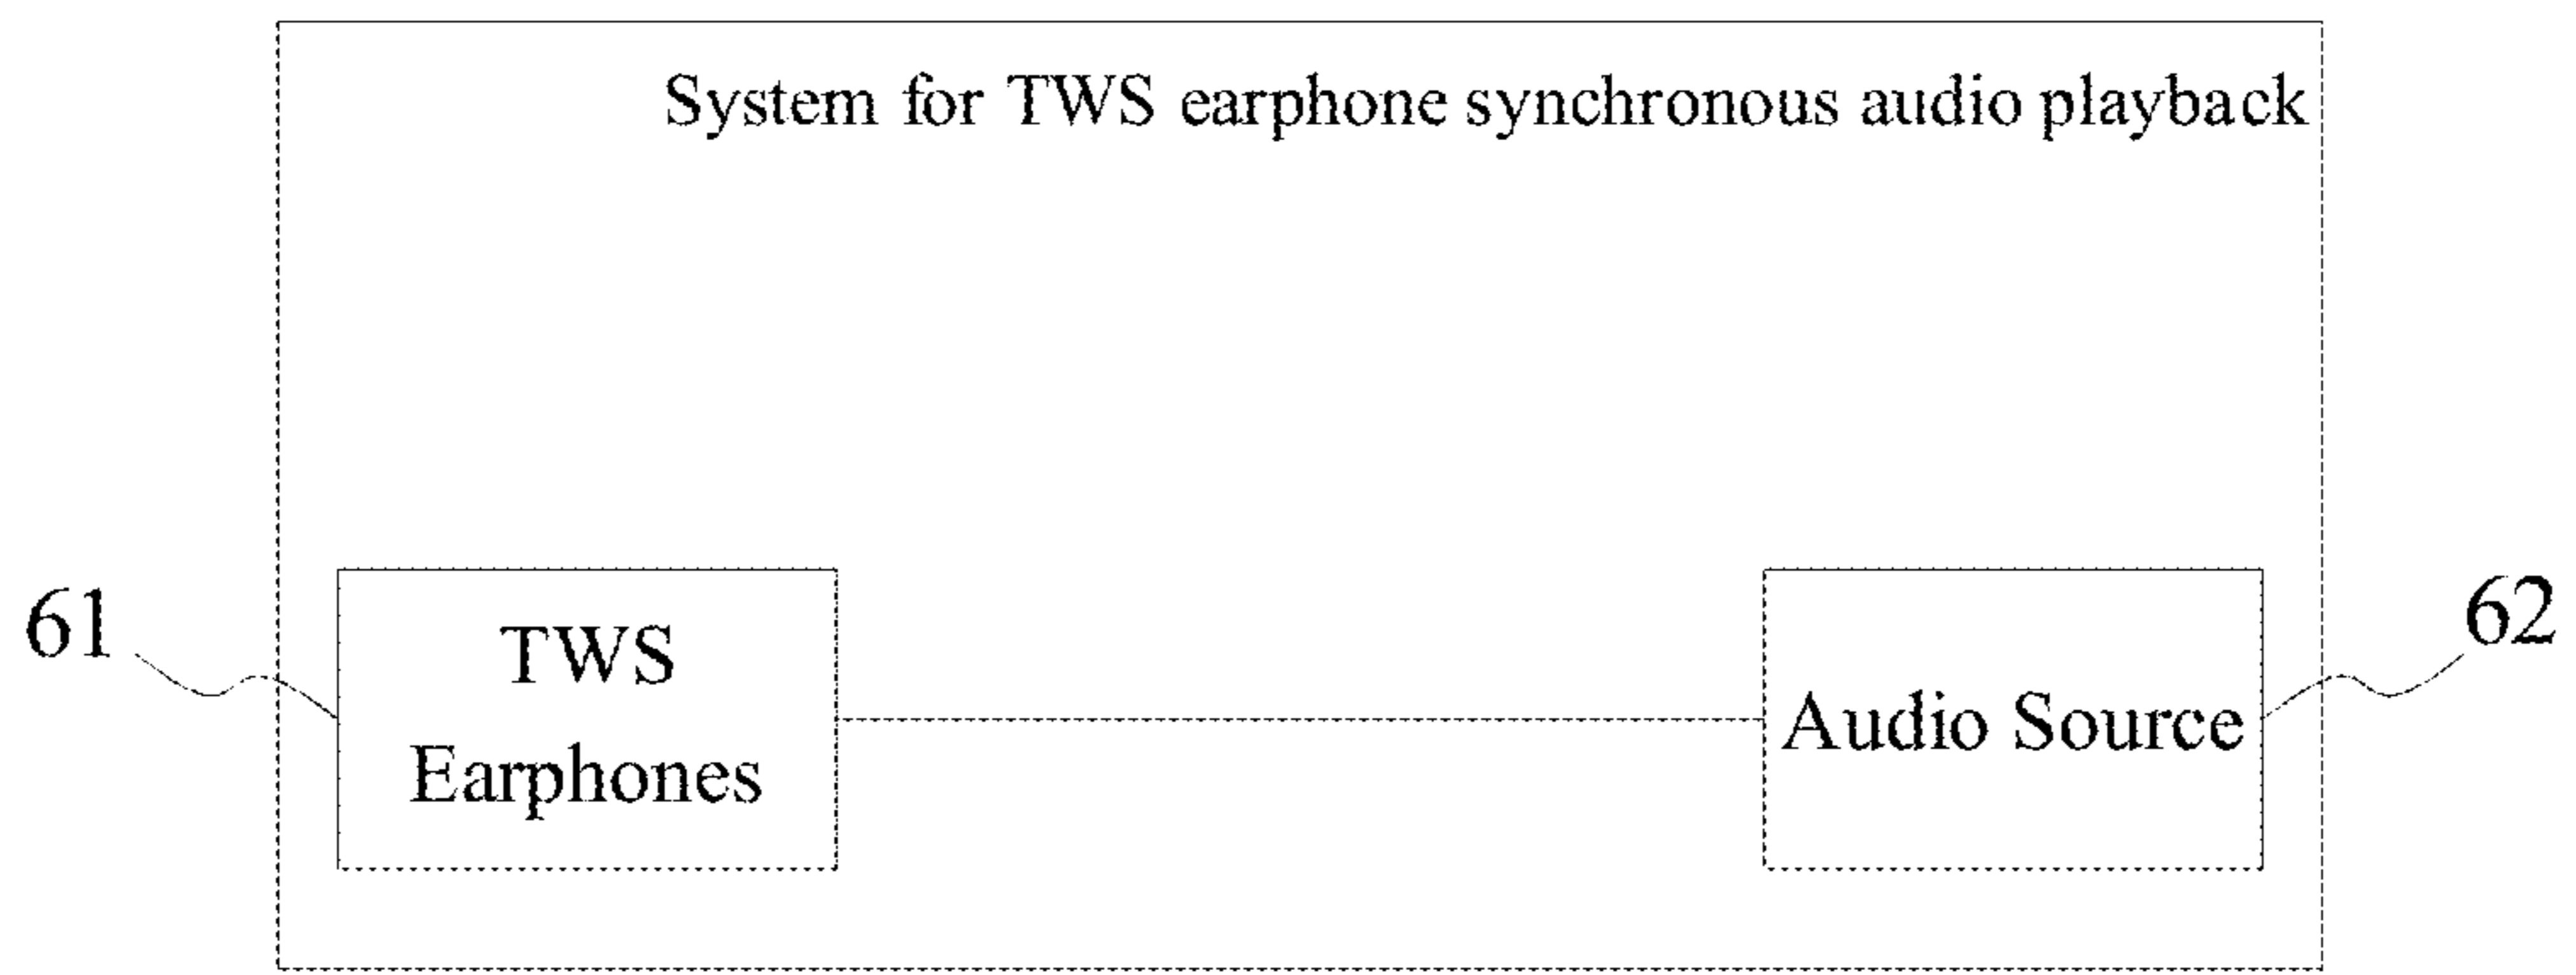 System for TWS earphone synchronous audio playback
61
TWS
Earphones
Audio Source
62